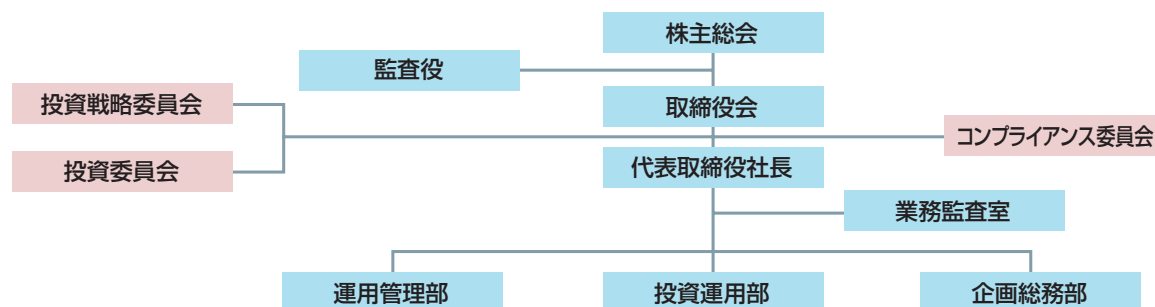 株主総会
監査役
投資戦略委員会
取締役会
コンプライアンス委員会
投資委員会
代表取締役社長
業務監査室
運用管理部
投資運用部
企画総務部